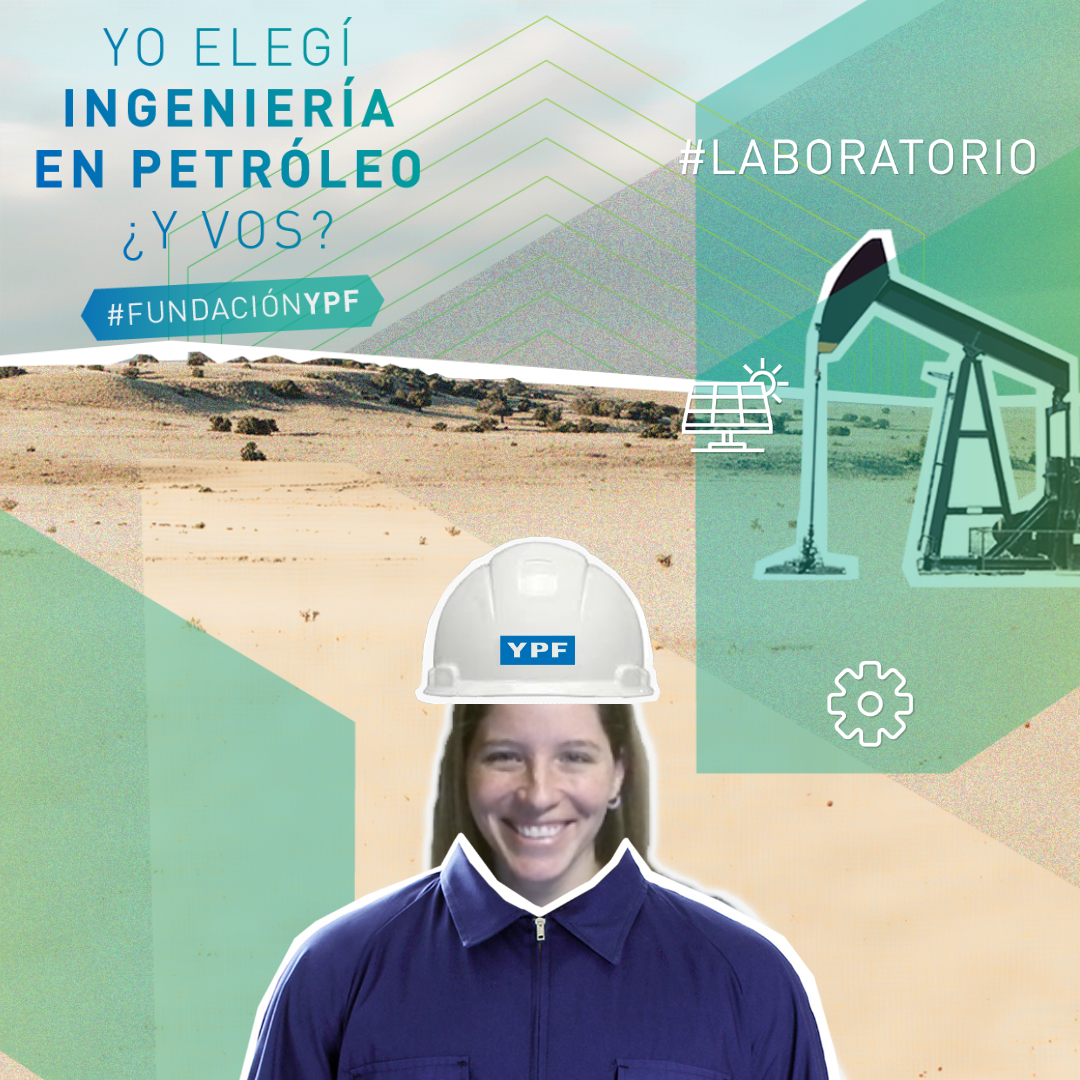 YO ELEGÍ
INGENIERÍA
EN PETRÓLEO
¿Y VOS?
#FUNDACIÓNYPF
#LABORATORIO
YPF